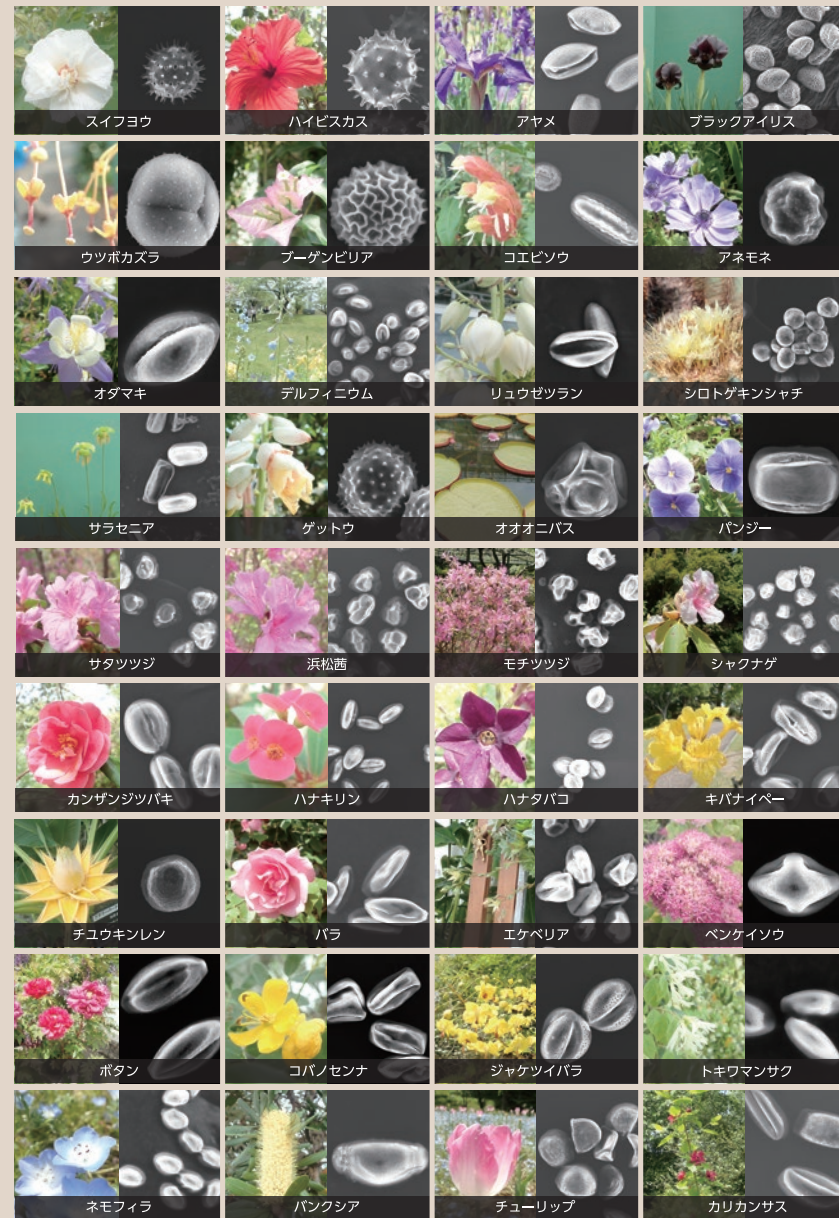 スイフヨウ
ハイビスカス
アヤメ
ブラックアイリス
ウツボカズラ
ブーゲンビリア
コエビソウ
アネモネ
オダマキ
デルフィニウム
リュウゼツラン
シロトゲキンシャチ
サラセニア
ゲットウ
オオオニバス
パンジー
サタツツジ
浜松茜
モチツツジ
シャクナゲ
カンザンジツバキ
ハナキリン
ハナタバコ
キバナイペー
チユウキンレン
バラ
エケベリア
ベンケイソウ
ボタン
コバノセンナ
ジャケツイバラ
トキワマンサク
ネモフィラ
バンクシア
チューリップ
カリカンサス